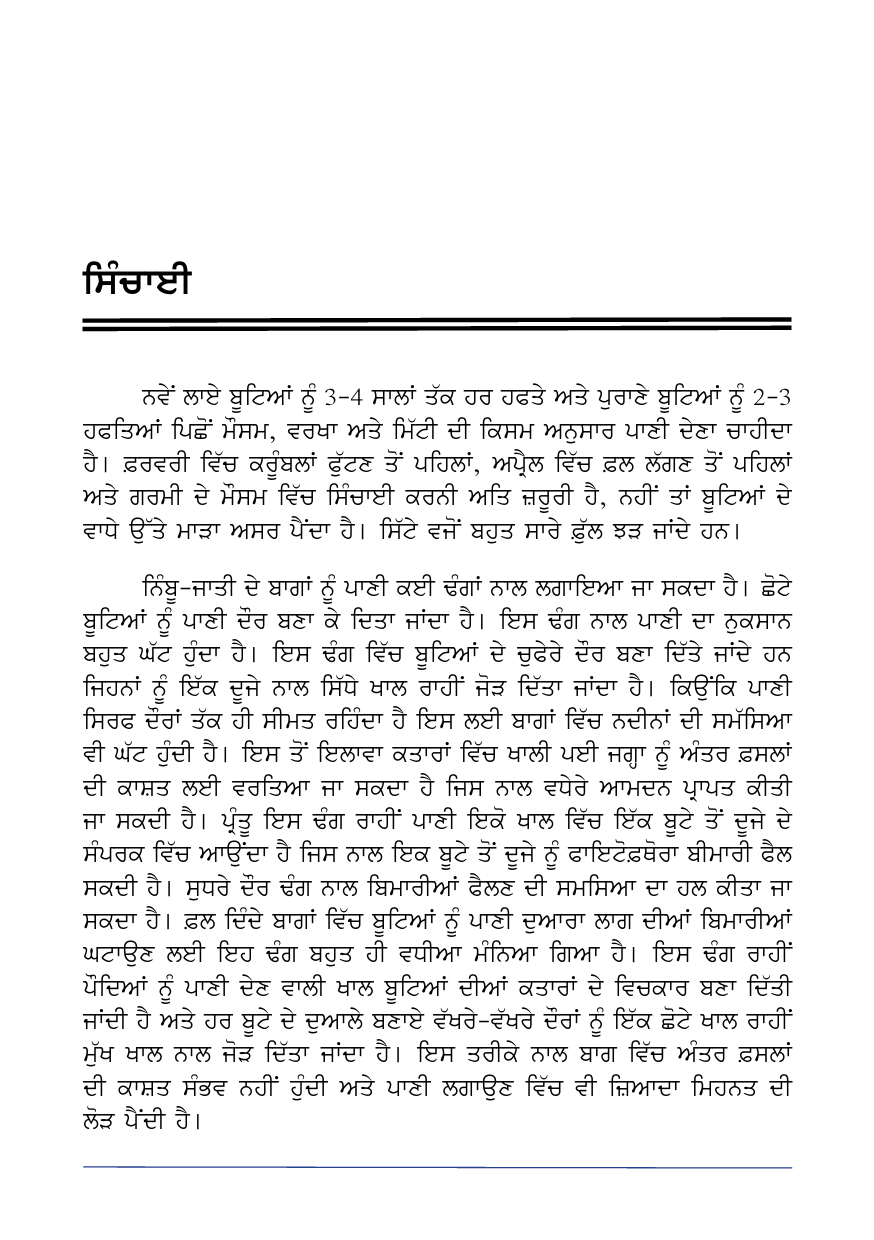 ਸਿੰਚਾਈ
ਨਵੇਂ ਲਾਏ ਬੂਟਿਆਂ ਨੂੰ 3-4 ਸਾਲਾਂ ਤੱਕ ਹਰ ਹਫਤੇ ਅਤੇ ਪੁਰਾਣੇ ਬੂਟਿਆਂ ਨੂੰ 2-3
ਹਫਤਿਆਂ ਪਿਛੋਂ ਮੌਸਮ, ਵਰਖਾ ਅਤੇ ਮਿੱਟੀ ਦੀ ਕਿਸਮ ਅਨੁਸਾਰ ਪਾਣੀ ਦੇਣਾ ਚਾਹੀਦਾ
ਹੈ। ਫ਼ਰਵਰੀ ਵਿੱਚ ਕਰੂੰਬਲਾਂ ਫੁੱਟਣ ਤੋਂ ਪਹਿਲਾਂ, ਅਪ੍ਰੈਲ ਵਿੱਚ ਫ਼ਲ ਲੱਗਣ ਤੋਂ ਪਹਿਲਾਂ
ਅਤੇ ਗਰਮੀ ਦੇ ਮੌਸਮ ਵਿੱਚ ਸਿੰਚਾਈ ਕਰਨੀ ਅਤਿ ਜ਼ਰੂਰੀ ਹੈ, ਨਹੀਂ ਤਾਂ ਬੂਟਿਆਂ ਦੇ
ਵਾਧੇ ਉੱਤੇ ਮਾੜਾ ਅਸਰ ਪੈਂਦਾ ਹੈ। ਸਿੱਟੇ ਵਜੋਂ ਬਹੁਤ ਸਾਰੇ ਫ਼ੁੱਲ ਝੜ ਜਾਂਦੇ ਹਨ।
ਨਿੰਬੂ-ਜਾਤੀ ਦੇ ਬਾਗਾਂ ਨੂੰ ਪਾਣੀ ਕਈ ਢੰਗਾਂ ਨਾਲ ਲਗਾਇਆ ਜਾ ਸਕਦਾ ਹੈ। ਛੋਟੇ
ਬੂਟਿਆਂ ਨੂੰ ਪਾਣੀ ਦੌਰ ਬਣਾ ਕੇ ਦਿਤਾ ਜਾਂਦਾ ਹੈ। ਇਸ ਢੰਗ ਨਾਲ ਪਾਣੀ ਦਾ ਨੁਕਸਾਨ
ਬਹੁਤ ਘੱਟ ਹੁੰਦਾ ਹੈ। ਇਸ ਢੰਗ ਵਿੱਚ ਬੂਟਿਆਂ ਦੇ ਚੁਫੇਰੇ ਦੌਰ ਬਣਾ ਦਿੱਤੇ ਜਾਂਦੇ ਹਨ
ਜਿਹਨਾਂ ਨੂੰ ਇੱਕ ਦੂਜੇ ਨਾਲ ਸਿੱਧੇ ਖਾਲ ਰਾਹੀਂ ਜੋੜ ਦਿੱਤਾ ਜਾਂਦਾ ਹੈ। ਕਿਉਂਕਿ ਪਾਣੀ
ਸਿਰਫ ਦੌਰਾਂ ਤੱਕ ਹੀ ਸੀਮਤ ਰਹਿੰਦਾ ਹੈ ਇਸ ਲਈ ਬਾਗਾਂ ਵਿੱਚ ਨਦੀਨਾਂ ਦੀ ਸਮੱਸਿਆ
ਵੀ ਘੱਟ ਹੁੰਦੀ ਹੈ। ਇਸ ਤੋਂ ਇਲਾਵਾ ਕਤਾਰਾਂ ਵਿੱਚ ਖਾਲੀ ਪਈ ਜਗ੍ਹਾ ਨੂੰ ਅੰਤਰ ਫ਼ਸਲਾਂ
ਦੀ ਕਾਸ਼ਤ ਲਈ ਵਰਤਿਆ ਜਾ ਸਕਦਾ ਹੈ ਜਿਸ ਨਾਲ ਵਧੇਰੇ ਆਮਦਨ ਪ੍ਰਾਪਤ ਕੀਤੀ
ਜਾ ਸਕਦੀ ਹੈ। ਪ੍ਰੰਤੂ ਇਸ ਢੰਗ ਰਾਹੀਂ ਪਾਣੀ ਇਕੋ ਖਾਲ ਵਿੱਚ ਇੱਕ ਬੂਟੇ ਤੋਂ ਦੂਜੇ ਦੇ
ਸੰਪਰਕ ਵਿੱਚ ਆਉਂਦਾ ਹੈ ਜਿਸ ਨਾਲ ਇਕ ਬੂਟੇ ਤੋਂ ਦੂਜੇ ਨੂੰ ਫਾਇਟੋਫ਼ਥੋਰਾ ਬੀਮਾਰੀ ਫੈਲ
ਸਕਦੀ ਹੈ। ਸੁਧਰੇ ਦੌਰ ਢੰਗ ਨਾਲ ਬਿਮਾਰੀਆਂ ਫੈਲਣ ਦੀ ਸਮਸਿਆ ਦਾ ਹਲ ਕੀਤਾ ਜਾ
ਸਕਦਾ ਹੈ। ਫ਼ਲ ਦਿੰਦੇ ਬਾਗਾਂ ਵਿੱਚ ਬੂਟਿਆਂ ਨੂੰ ਪਾਣੀ ਦੁਆਰਾ ਲਾਗ ਦੀਆਂ ਬਿਮਾਰੀਆਂ
ਘਟਾਉਣ ਲਈ ਇਹ ਢੰਗ ਬਹੁਤ ਹੀ ਵਧੀਆ ਮੰਨਿਆ ਗਿਆ ਹੈ। ਇਸ ਢੰਗ ਰਾਹੀਂ
ਪੌਦਿਆਂ ਨੂੰ ਪਾਣੀ ਦੇਣ ਵਾਲੀ ਖਾਲ ਬੂਟਿਆਂ ਦੀਆਂ ਕਤਾਰਾਂ ਦੇ ਵਿਚਕਾਰ ਬਣਾ ਦਿੱਤੀ
ਜਾਂਦੀ ਹੈ ਅਤੇ ਹਰ ਬੂਟੇ ਦੇ ਦੁਆਲੇ ਬਣਾਏ ਵੱਖਰੇ-ਵੱਖਰੇ ਦੌਰਾਂ ਨੂੰ ਇੱਕ ਛੋਟੇ ਖਾਲ ਰਾਹੀਂ
ਮੁੱਖ ਖਾਲ ਨਾਲ ਜੋੜ ਦਿੱਤਾ ਜਾਂਦਾ ਹੈ। ਇਸ ਤਰੀਕੇ ਨਾਲ ਬਾਗ ਵਿੱਚ ਅੰਤਰ ਫ਼ਸਲਾਂ
ਦੀ ਕਾਸ਼ਤ ਸੰਭਵ ਨਹੀਂ ਹੁੰਦੀ ਅਤੇ ਪਾਣੀ ਲਗਾਉਣ ਵਿੱਚ ਵੀ ਜ਼ਿਆਦਾ ਮਿਹਨਤ ਦੀ
ਲੋੜ ਪੈਂਦੀ ਹੈ।